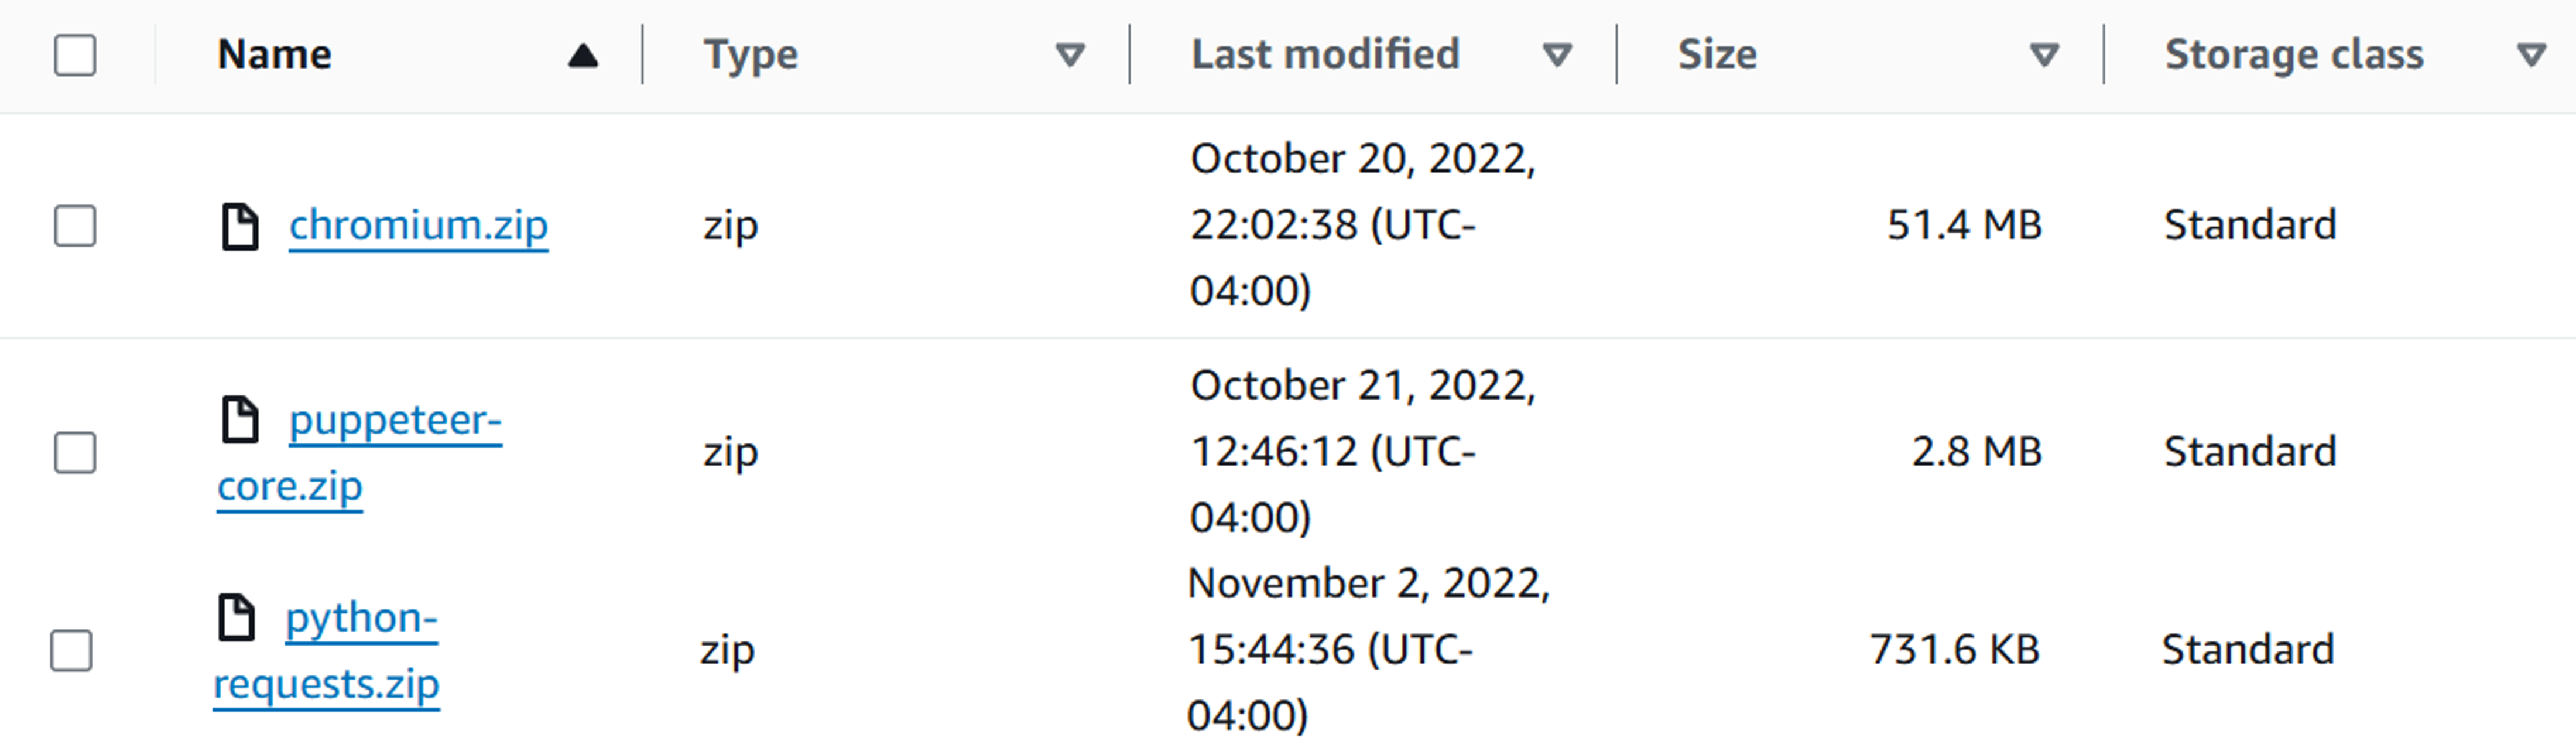 Name Type Last modified Size Storage class
October 20, 2022,
chromium.zip zip 22:02:38 (UTC- 51.4 MB Standard
04:00)
October 21, 2022,
puppeteer-
zip 12:46:12 (UTC- 2.8 MB Standard
core.zip
04:00)
November 2, 2022,
python-
zip 15:44:36 (UTC- 731.6 KB Standard
requests.zip
04:00)